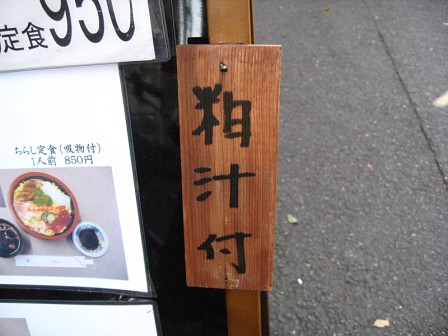 定食950
ちらし定食(吸物付)
1人前 850円
粕汁付